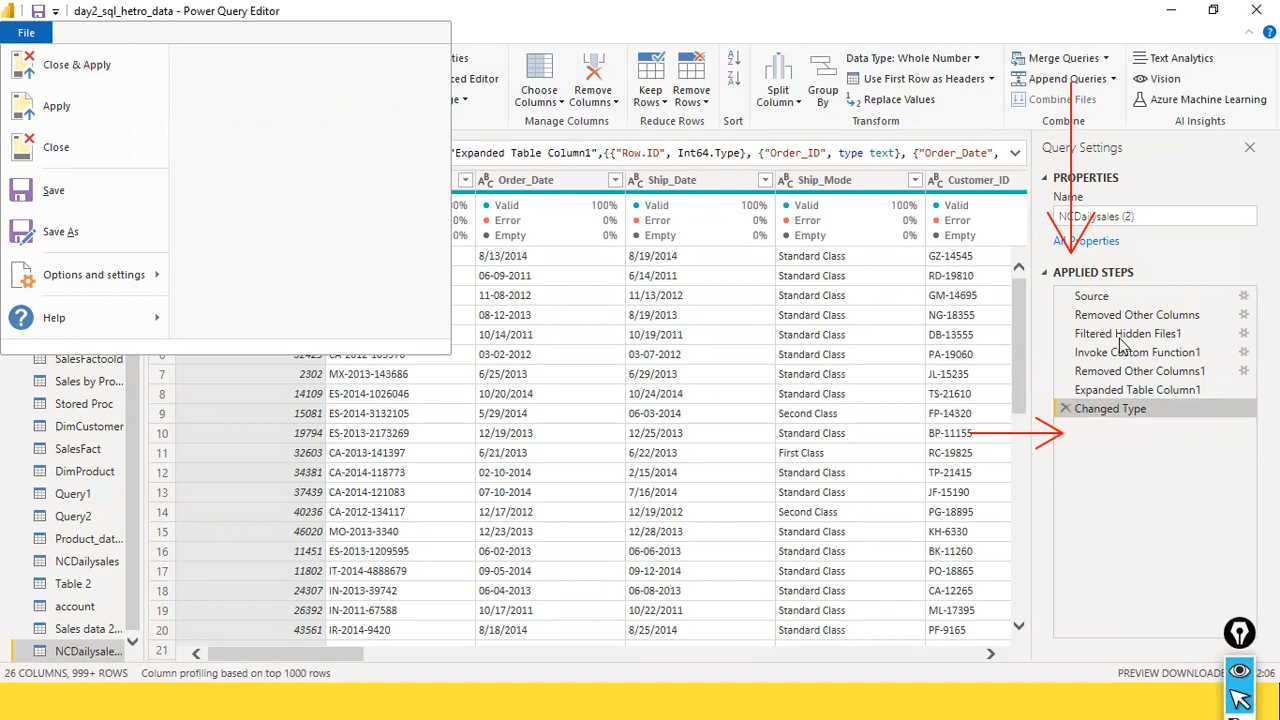 day2_sql_hetro_data - Power Query Editor
File
Close & Apply
Apply
Close
Save
Save As
Options and settings
Help
Choose Columns
Remove Columns
Manage Columns
Keep Rows
Remove Rows
Reduce Rows
Sort
Split Column
Group By
Data Type: Whole Number
Use First Row as Headers
Replace Values
Transform
Merge Queries
Append Queries
Combine Files
Combine
Text Analytics
Vision
Azure Machine Learning
AI Insights
"Expanded Table Column1",{{"Row.ID", Int64.Type}, {"Order_ID", type text}, {"Order_Date",
Order_Date Ship_Date Ship_Mode Customer_ID
Valid 100% Valid 100% Valid 100% Valid
Error 0% Error 0% Error 0% Error
Empty 0% Empty 0% Empty 0% Empty
8/13/2014 8/19/2014 Standard Class GZ-14545
06-09-2011 6/14/2011 Standard Class RD-19810
11-08-2012 11/13/2012 Standard Class GM-14695
08-12-2013 8/19/2013 Standard Class NG-18355
10/14/2011 10/19/2011 Standard Class DB-13555
03-02-2012 03-07-2012 Standard Class PA-19060
7 2302 MX-2013-143686 6/25/2013 6/29/2013 Standard Class JL-15235
8 14109 ES-2014-1026046 10/20/2014 10/24/2014 Standard Class TS-21610
9 15081 ES-2014-3132105 5/29/2014 06-03-2014 Second Class FP-14320
10 19794 ES-2013-2173269 12/19/2013 12/25/2013 Standard Class BP-11155
11 32603 CA-2013-141397 6/21/2013 6/22/2013 First Class RC-19825
12 34381 CA-2014-118773 02-10-2014 2/15/2014 Standard Class TP-21415
13 37439 CA-2014-121083 07-10-2014 7/16/2014 Standard Class JF-15190
14 40236 CA-2012-134117 12/17/2012 12/19/2012 Second Class PG-18895
15 46020 MO-2013-3340 12/23/2013 12/28/2013 Standard Class KH-6330
16 11451 ES-2013-1209595 06-02-2013 06-06-2013 Standard Class BK-11260
17 11802 IT-2014-4888679 09-05-2014 09-12-2014 Standard Class PO-18865
18 24307 IN-2013-39742 06-04-2013 06-08-2013 Standard Class CA-12265
19 26392 IN-2011-67588 10/17/2011 10/22/2011 Standard Class ML-17395
20 43561 IR-2014-9420 8/18/2014 8/25/2014 Standard Class PF-9165
21
SalesFactoold
Sales by Pro...
Stored Proc
DimCustomer
SalesFact
DimProduct
Query1
Query2
Product_dat...
NCDailysales
Table 2
account
Sales data 2...
NCDailysale...
Query Settings
PROPERTIES
Name
NCDailysales (2)
All Properties
APPLIED STEPS
Source
Removed Other Columns
Filtered Hidden Files1
Invoke Custom Function1
Removed Other Columns1
Expanded Table Column1
Changed Type
26 COLUMNS, 999+ ROWS Column profiling based on top 1000 rows
PREVIEW DOWNLOADE
2:06